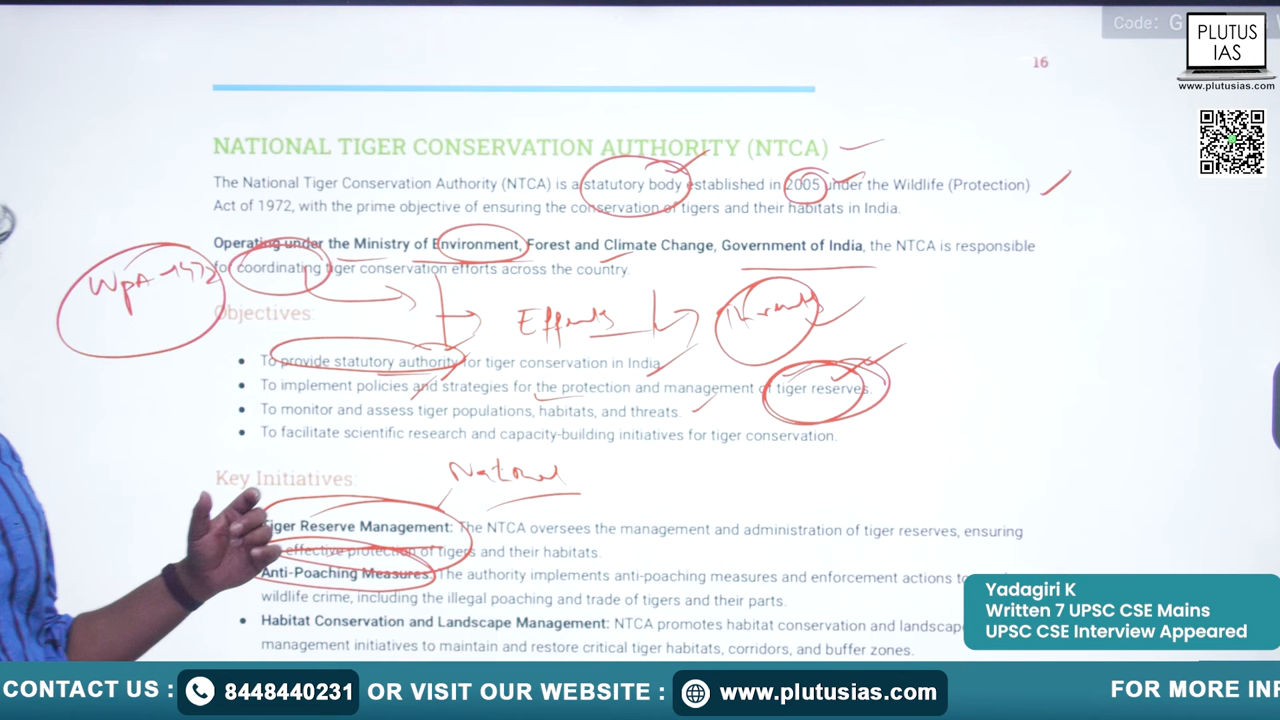 Code: G
PLUTUS
IAS
www.plutusias.com
16
NATIONAL TIGER CONSERVATION AUTHORITY (NTCA)
The National Tiger Conservation Authority (NTCA) is a statutory body established in 2005 under the Wildlife (Protection)
Act of 1972, with the prime objective of ensuring the conservation of tigers and their habitats in India.
Operating under the Ministry of Environment, Forest and Climate Change, Government of India, the NTCA is responsible
for coordinating tiger conservation efforts across the country.
WPA-1972
Objectives:
Efforts
Threats
To provide statutory authority for tiger conservation in India
To implement policies and strategies for the protection and management of tiger reserves.
To monitor and assess tiger populations, habitats, and threats.
To facilitate scientific research and capacity-building initiatives for tiger conservation.
National
Key Initiatives:
Tiger Reserve Management: The NTCA oversees the management and administration of tiger reserves, ensuring
effective protection of tigers and their habitats.
Anti-Poaching Measures: The authority implements anti-poaching measures and enforcement actions to
wildlife crime, including the illegal poaching and trade of tigers and their parts.
Habitat Conservation and Landscape Management: NTCA promotes habitat conservation and landscape
management initiatives to maintain and restore critical tiger habitats, corridors, and buffer zones.
Yadagiri K
Written 7 UPSC CSE Mains
UPSC CSE Interview Appeared
CONTACT US : 8448440231 OR VISIT OUR WEBSITE : www.plutusias.com FOR MORE INF